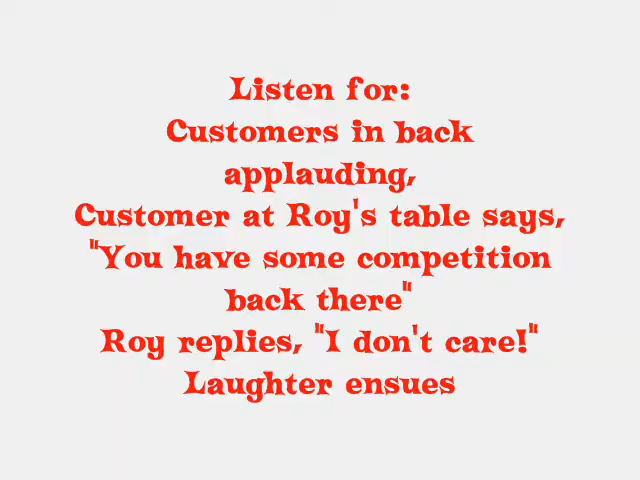 Listen for:
Customers in back
applauding,
Customer at Roy's table says,
"You have some competition
back there"
Roy replies, "I don't care!"
Laughter ensues